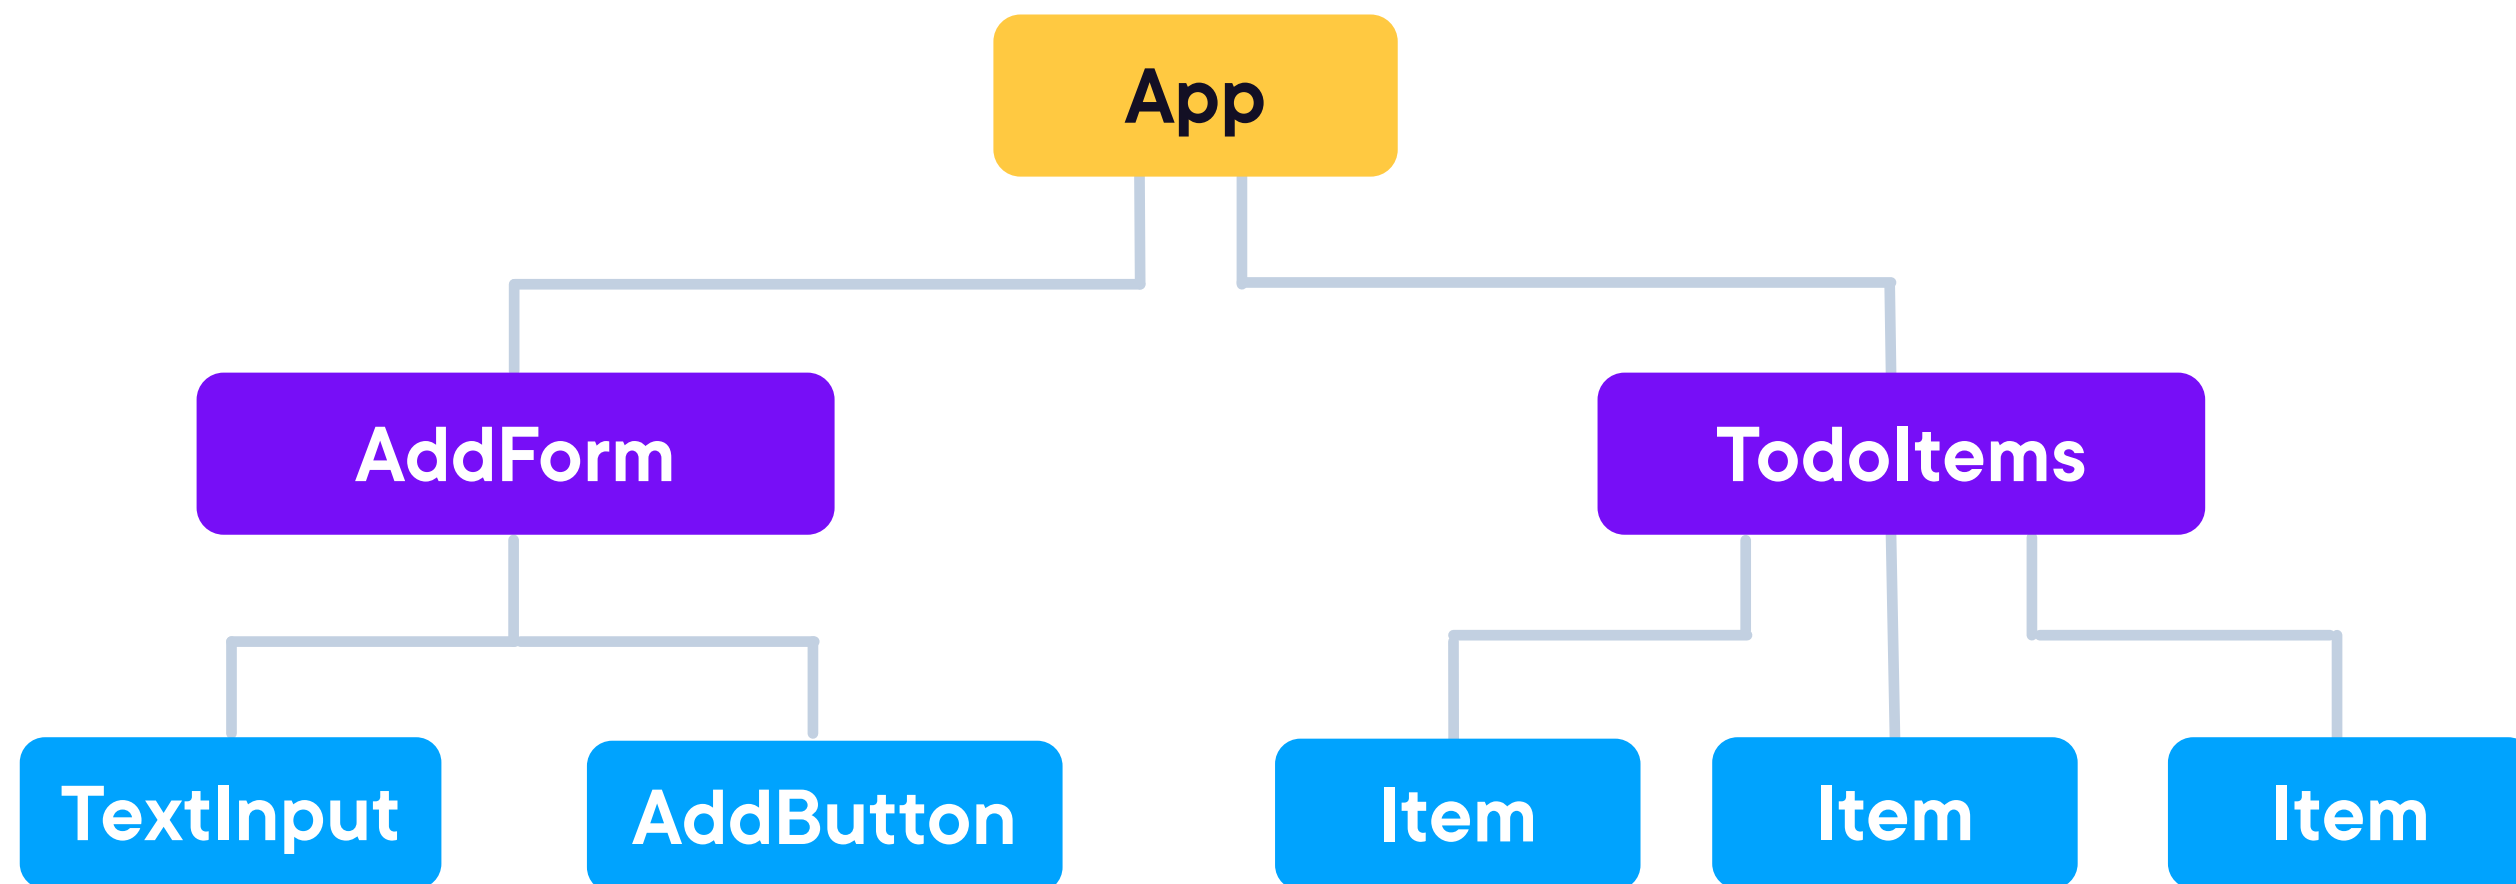 App
AddForm
TodoItems
TextInput
AddButton
Item
Item
Item